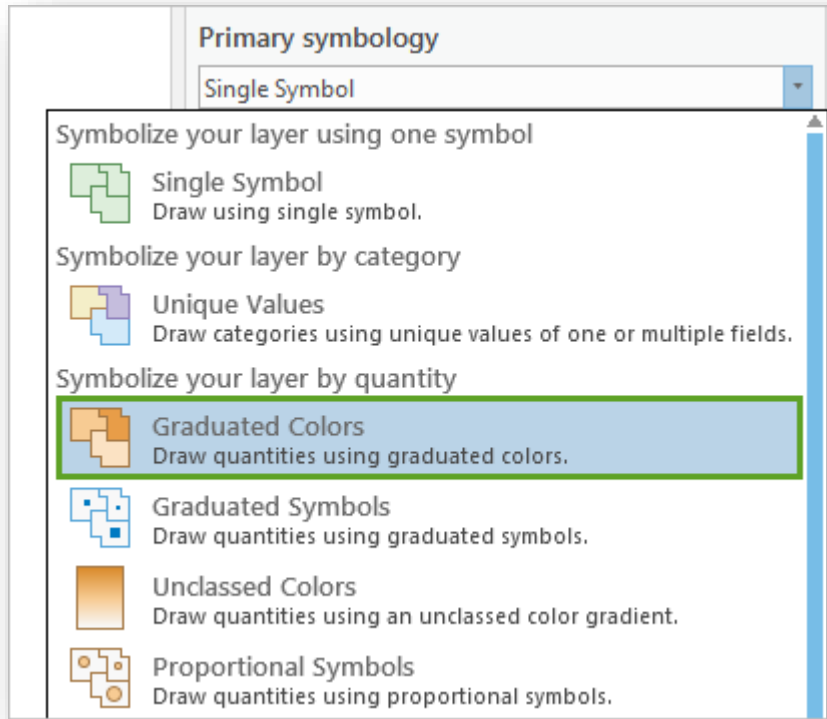 Primary symbology
Single Symbol
Symbolize your layer using one symbol
Single Symbol
Draw using single symbol.
Symbolize your layer by category
Unique Values
Draw categories using unique values of one or multiple fields.
Symbolize your layer by quantity
Graduated Colors
Draw quantities using graduated colors.
Graduated Symbols
Draw quantities using graduated symbols.
Unclassed Colors
Draw quantities using an unclassed color gradient.
Proportional Symbols
Draw quantities using proportional symbols.